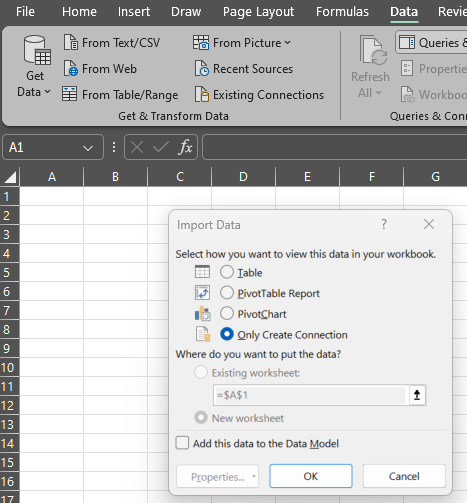 File Home Insert Draw Page Layout Formulas Data
From Text/CSV From Picture Queries &
Get Data From Web Recent Sources Refresh All Properties
From Table/Range Existing Connections
Get & Transform Data Queries &
A1 fx
A B C D E F G
1
2
3
4
5
6
7
8
9
10
11
12
13
14
15
16
17
Import Data ? ×
Select how you want to view this data in your workbook.
Table
PivotTable Report
PivotChart
Only Create Connection
Where do you want to put the data?
Existing worksheet:
=$A$1
New worksheet
Add this data to the Data Model
Properties... OK Cancel